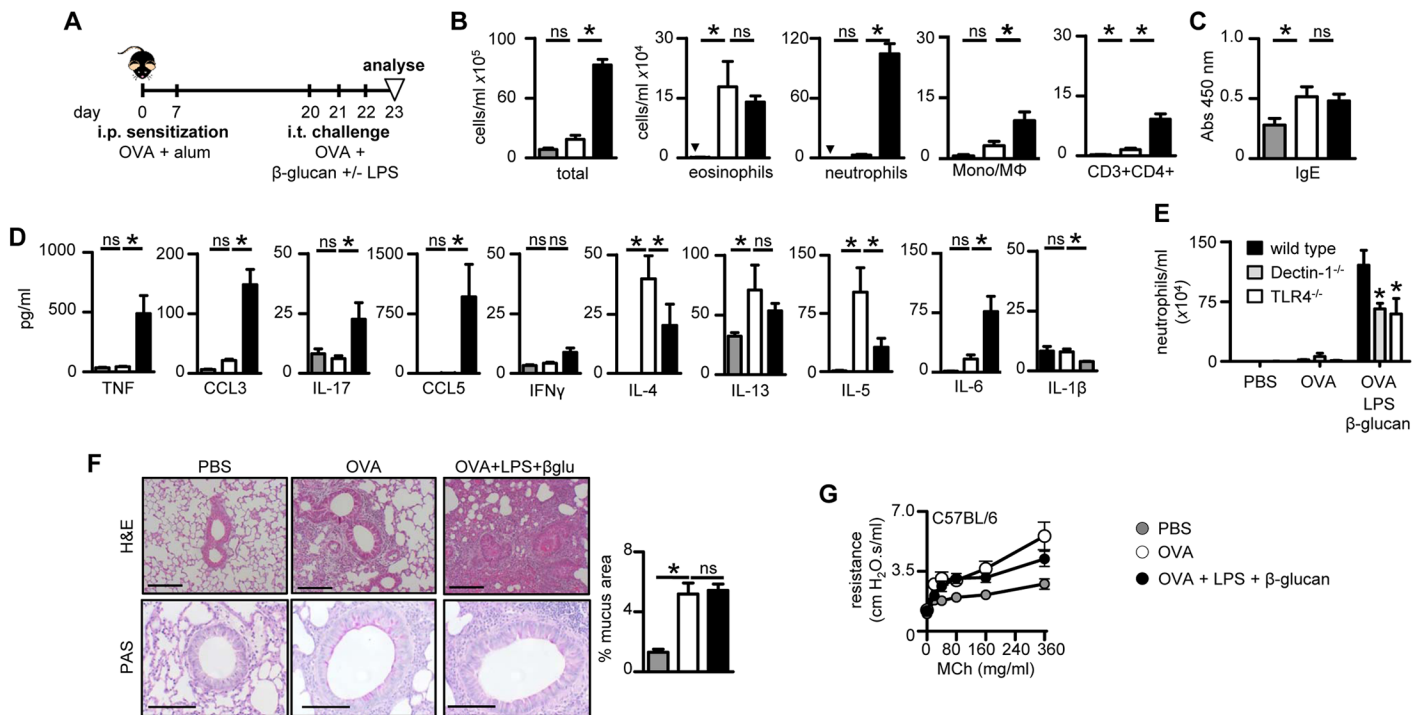 A
analyse
day
0 7 20 21 22 23
i.p. sensitization
OVA + alum
i.t. challenge
OVA +
β-glucan +/- LPS
B
cells/ml x10⁵
100
60
0
ns *
total
cells/ml x10⁴
30
15
0
* ns
eosinophils
120
60
0
ns *
neutrophils
30
15
0
ns *
Mono/MΦ
30
15
0
* *
CD3+CD4+
C
Abs 450 nm
1.0
0.5
0
* ns
IgE
D
pg/ml
1000
500
0
ns *
TNF
200
100
0
ns *
CCL3
50
25
0
ns *
IL-17
1500
750
0
ns *
CCL5
50
25
0
ns ns
IFNγ
50
25
0
* *
IL-4
100
50
0
* ns
IL-13
150
75
0
* *
IL-5
150
75
0
ns *
IL-6
50
25
0
ns *
IL-1β
E
neutrophils/ml
(x10⁴)
150
75
0
wild type
Dectin-1⁻/⁻
TLR4⁻/⁻
* *
PBS OVA OVA
LPS
β-glucan
F
PBS OVA OVA+LPS+βglu
H&E
PAS
% mucus area
8
4
0
* ns
G
resistance
(cm H₂O.s/ml)
7.0
3.5
0
C57BL/6
0 80 160 240 360
MCh (mg/ml)
PBS
OVA
OVA + LPS + β-glucan